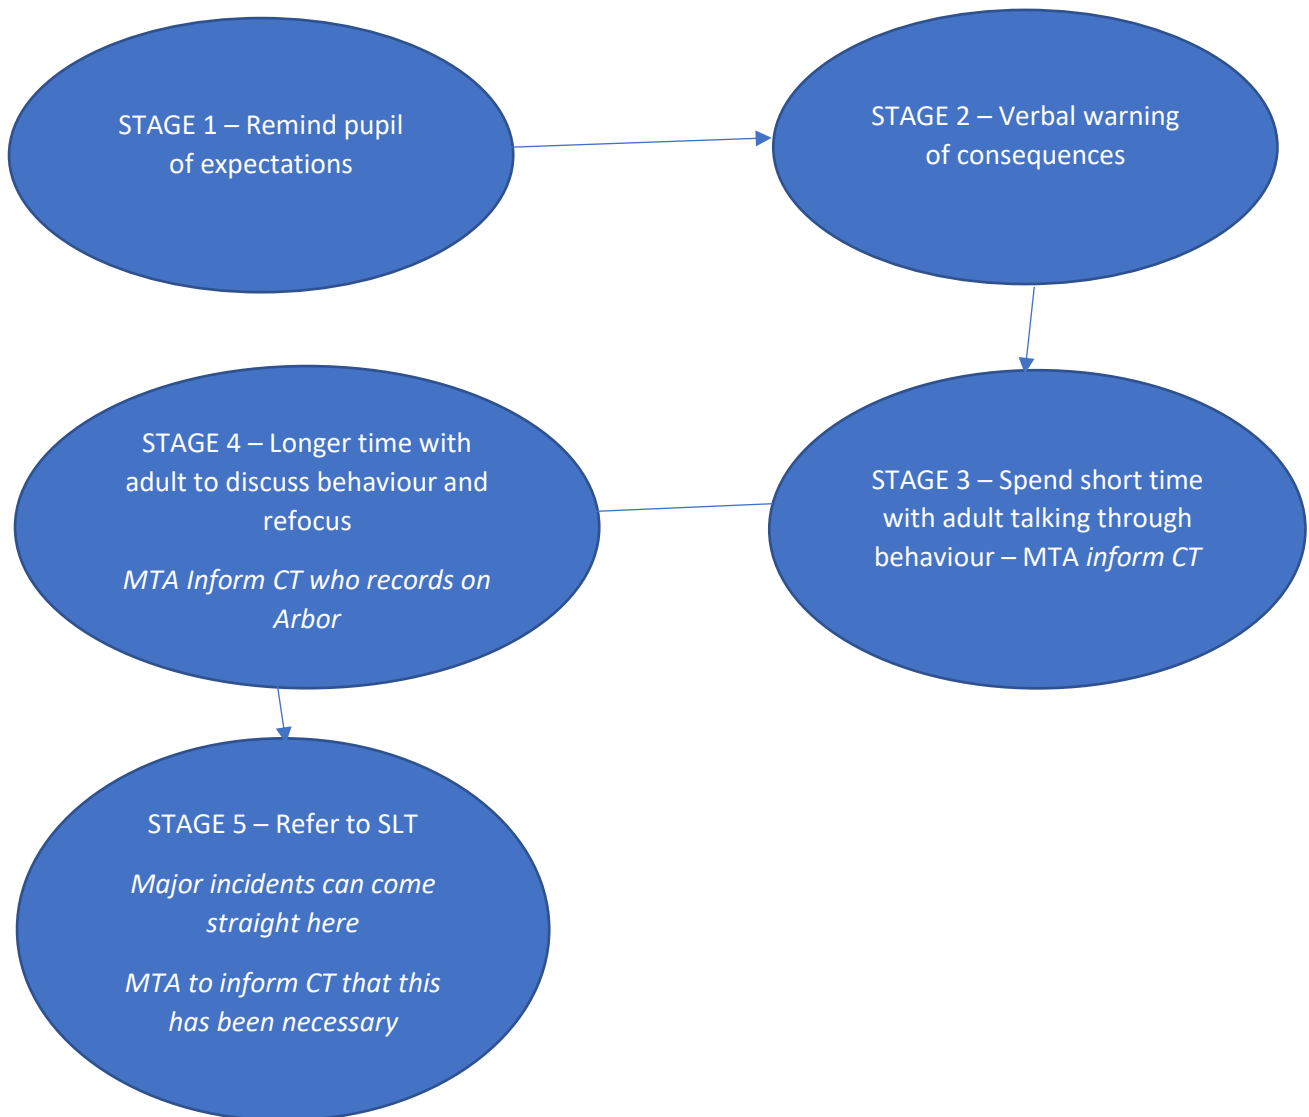 STAGE 1 – Remind pupil
of expectations
STAGE 2 – Verbal warning
of consequences
STAGE 3 – Spend short time
with adult talking through
behaviour – MTA inform CT
STAGE 4 – Longer time with
adult to discuss behaviour and
refocus
MTA Inform CT who records on
Arbor
STAGE 5 – Refer to SLT
Major incidents can come
straight here
MTA to inform CT that this
has been necessary